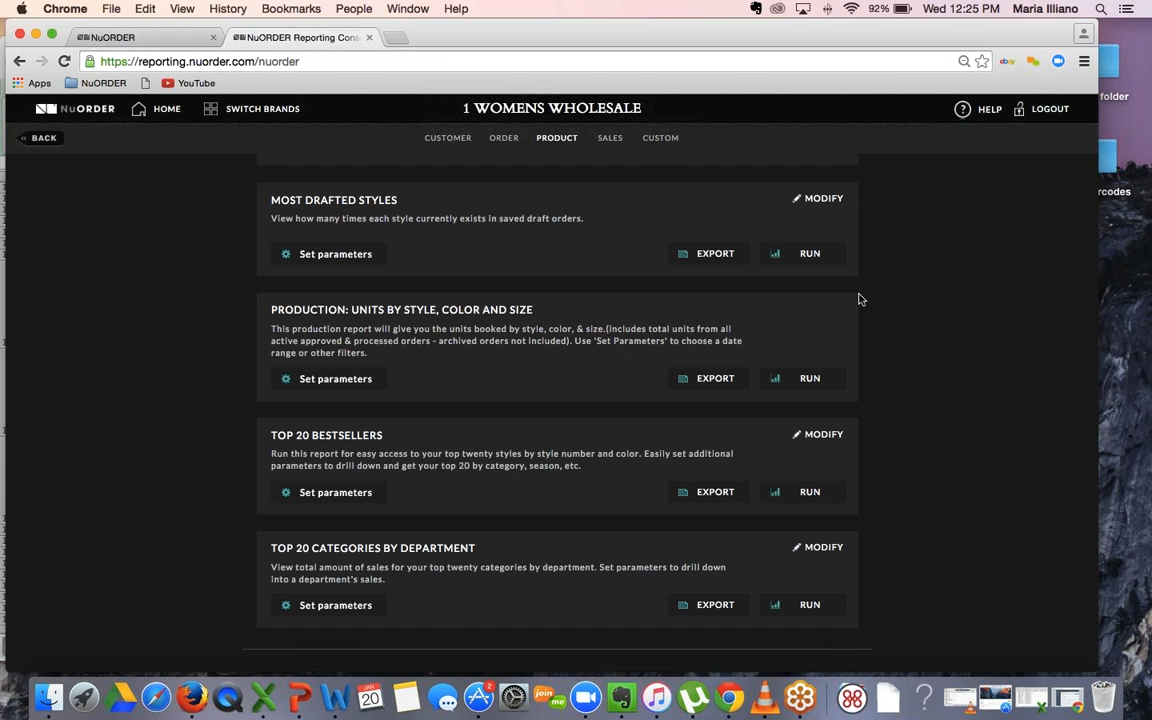 Chrome File Edit View History Bookmarks People Window Help 92% Wed 12:25 PM Maria Illiano
NuORDER NuORDER Reporting Cons
https://reporting.nuorder.com/nuorder ebay
Apps NuORDER YouTube
folder
NUORDER HOME SWITCH BRANDS 1 WOMENS WHOLESALE ? HELP LOGOUT
« BACK CUSTOMER ORDER PRODUCT SALES CUSTOM
rcodes
MOST DRAFTED STYLES MODIFY
View how many times each style currently exists in saved draft orders.
Set parameters EXPORT RUN
PRODUCTION: UNITS BY STYLE, COLOR AND SIZE
This production report will give you the units booked by style, color, & size.(includes total units from all
active approved & processed orders - archived orders not included). Use 'Set Parameters' to choose a date
range or other filters.
Set parameters EXPORT RUN
TOP 20 BESTSELLERS MODIFY
Run this report for easy access to your top twenty styles by style number and color. Easily set additional
parameters to drill down and get your top 20 by category, season, etc.
Set parameters EXPORT RUN
TOP 20 CATEGORIES BY DEPARTMENT MODIFY
View total amount of sales for your top twenty categories by department. Set parameters to drill down
into a department's sales.
Set parameters EXPORT RUN
JAN
20
2
join
me
?